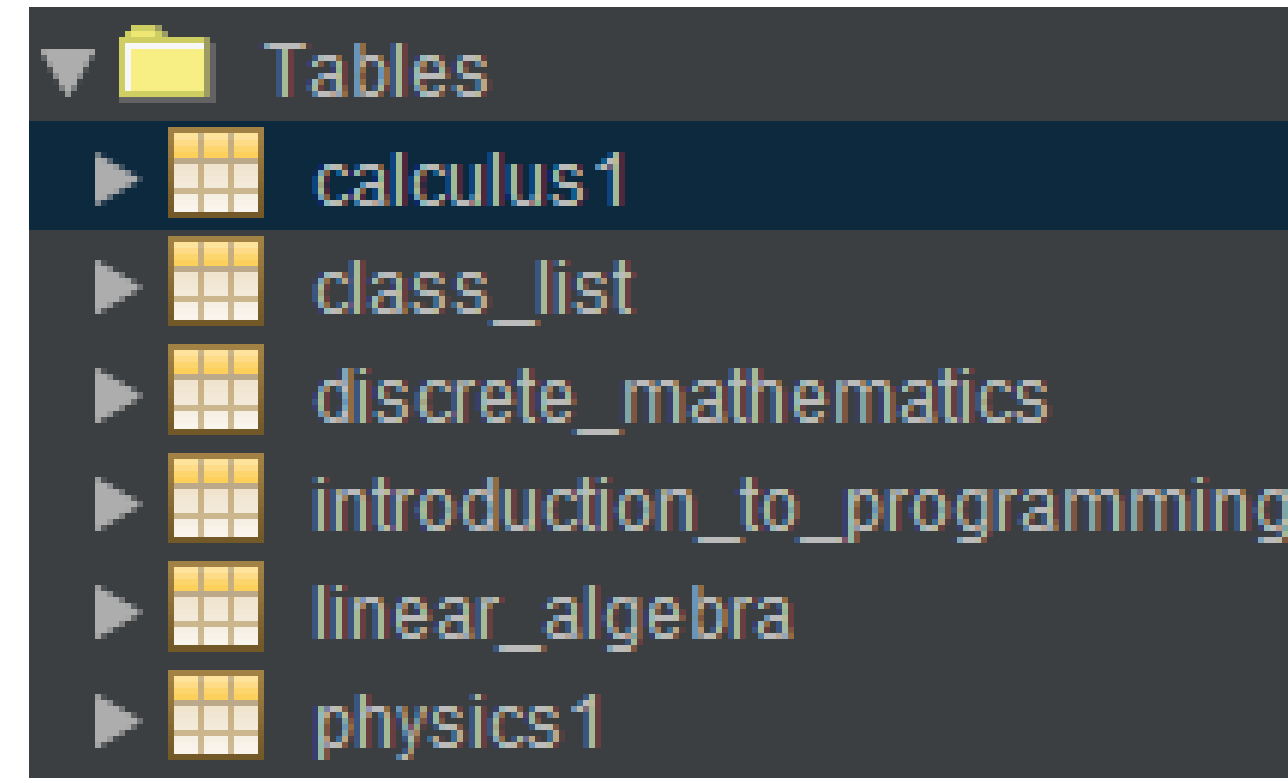 Tables
calculus1
class_list
discrete_mathematics
introduction_to_programming
linear_algebra
physics1